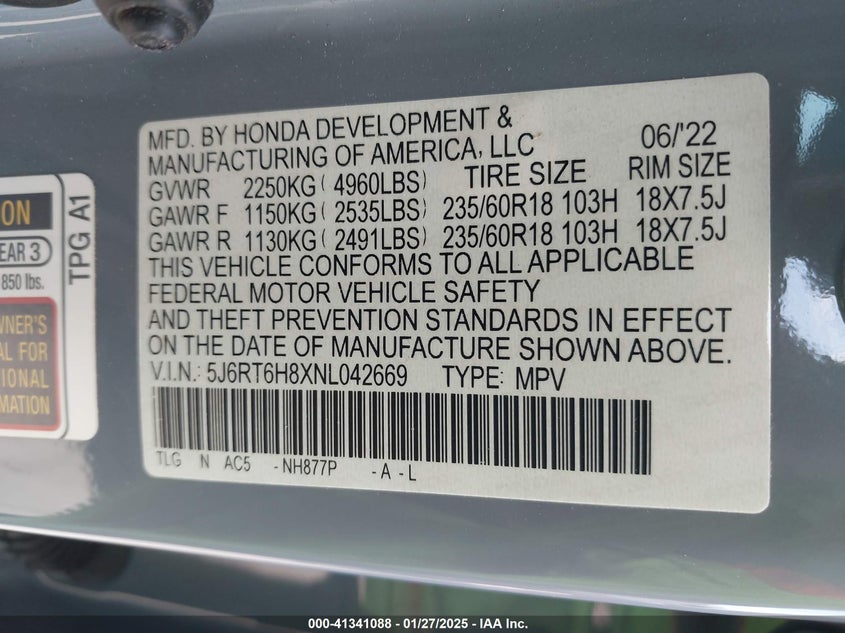 MFD. BY HONDA DEVELOPMENT &
MANUFACTURING OF AMERICA, LLC
06/'22
GVWR 2250KG( 4960LBS) TIRE SIZE RIM SIZE
GAWR F 1150KG( 2535LBS) 235/60R18 103H 18X7.5J
GAWR R 1130KG( 2491LBS) 235/60R18 103H 18X7.5J
THIS VEHICLE CONFORMS TO ALL APPLICABLE
FEDERAL MOTOR VEHICLE SAFETY
AND THEFT PREVENTION STANDARDS IN EFFECT
ON THE DATE OF MANUFACTURE SHOWN ABOVE.
V.I.N.: 5J6RT6H8XNL042669 TYPE: MPV
TLG N AC5 -NH877P -A -L
TPG A1
ON
EAR 3
850 lbs.
WNER'S
AL FOR
IONAL
MATION
000-41341088 - 01/27/2025 - IAA Inc.